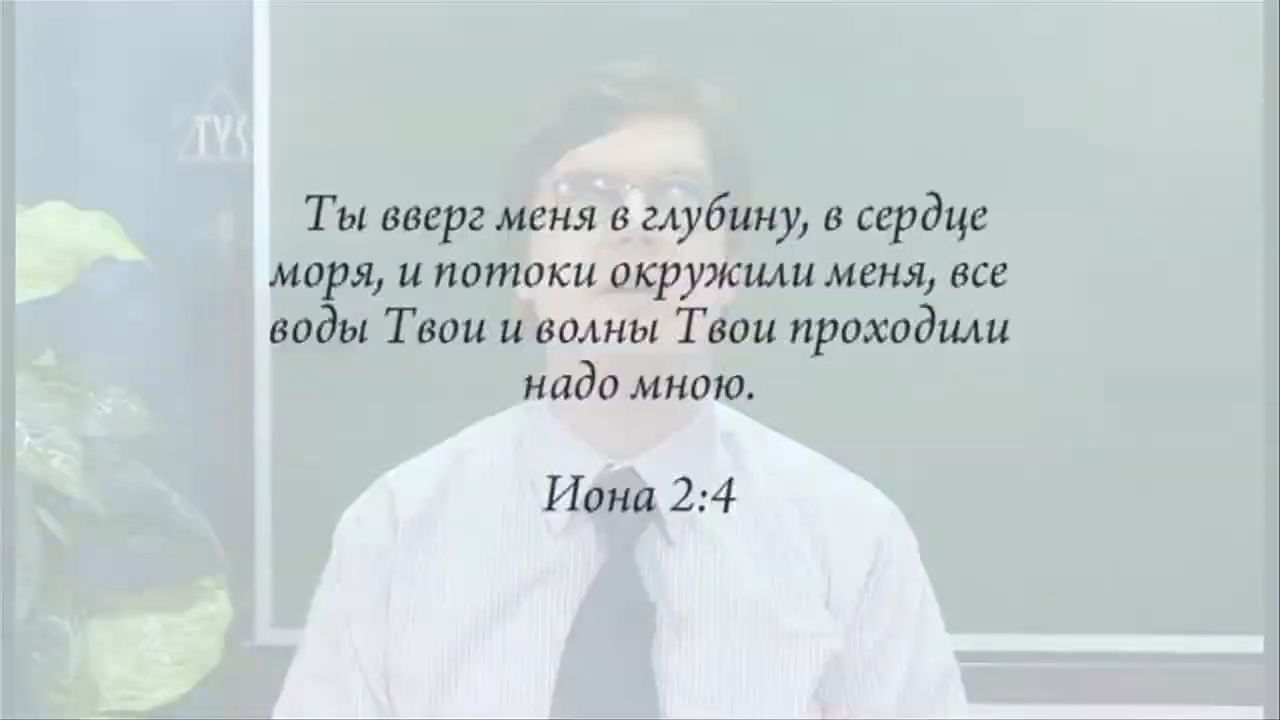 TYS
Ты вверг меня в глубину, в сердце
моря, и потоки окружили меня, все
воды Твои и волны Твои проходили
надо мною.
Иона 2:4